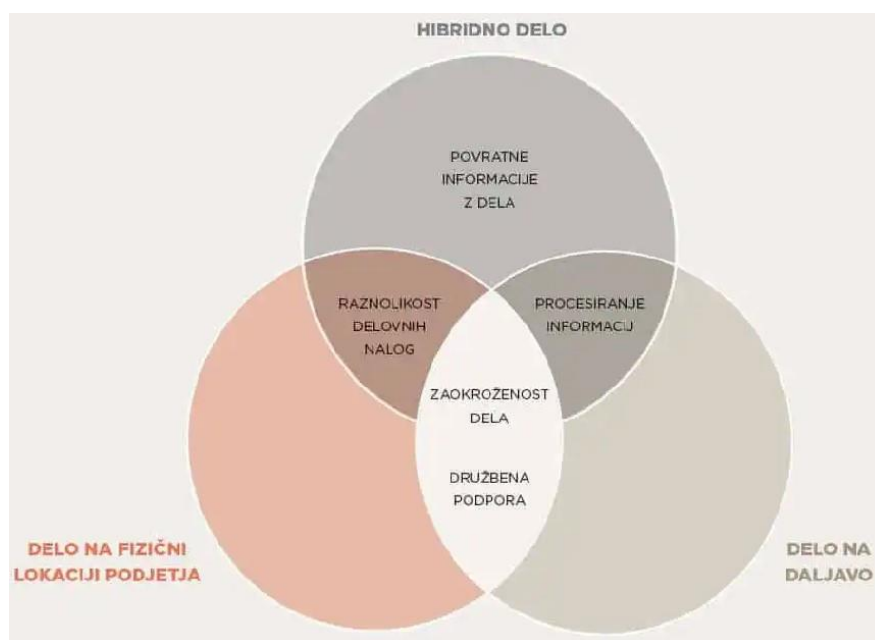 HIBRIDNO DELO
POVRATNE
INFORMACIJE
Z DELA
RAZNOLIKOST
DELOVNIH
NALOG
PROCESIRANJE
INFORMACIJ
ZAOKROŽENOST
DELA
DRUŽBENA
PODPORA
DELO NA FIZIČNI
LOKACIJI PODJETJA
DELO NA
DALJAVO